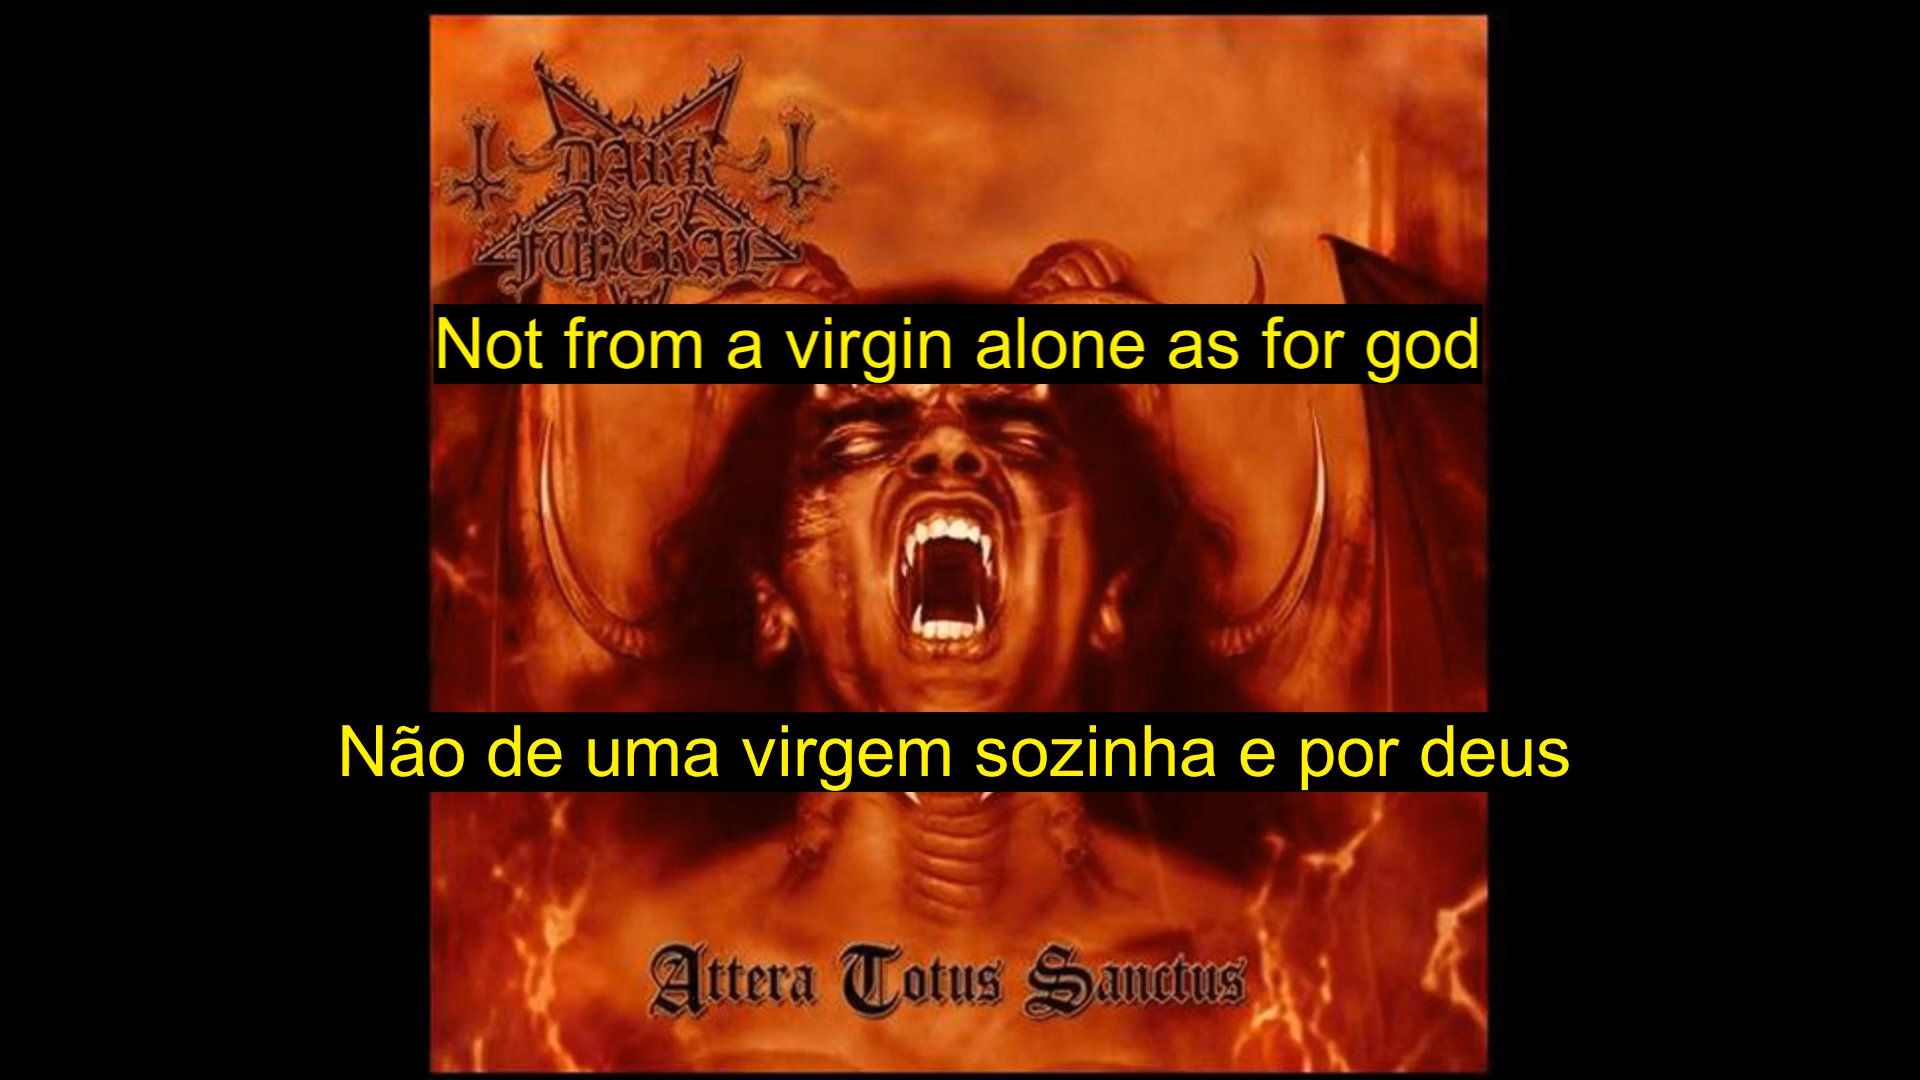 DARK
FUNERAL
Not from a virgin alone as for god
Não de uma virgem sozinha e por deus
Attera Totus Sanctus